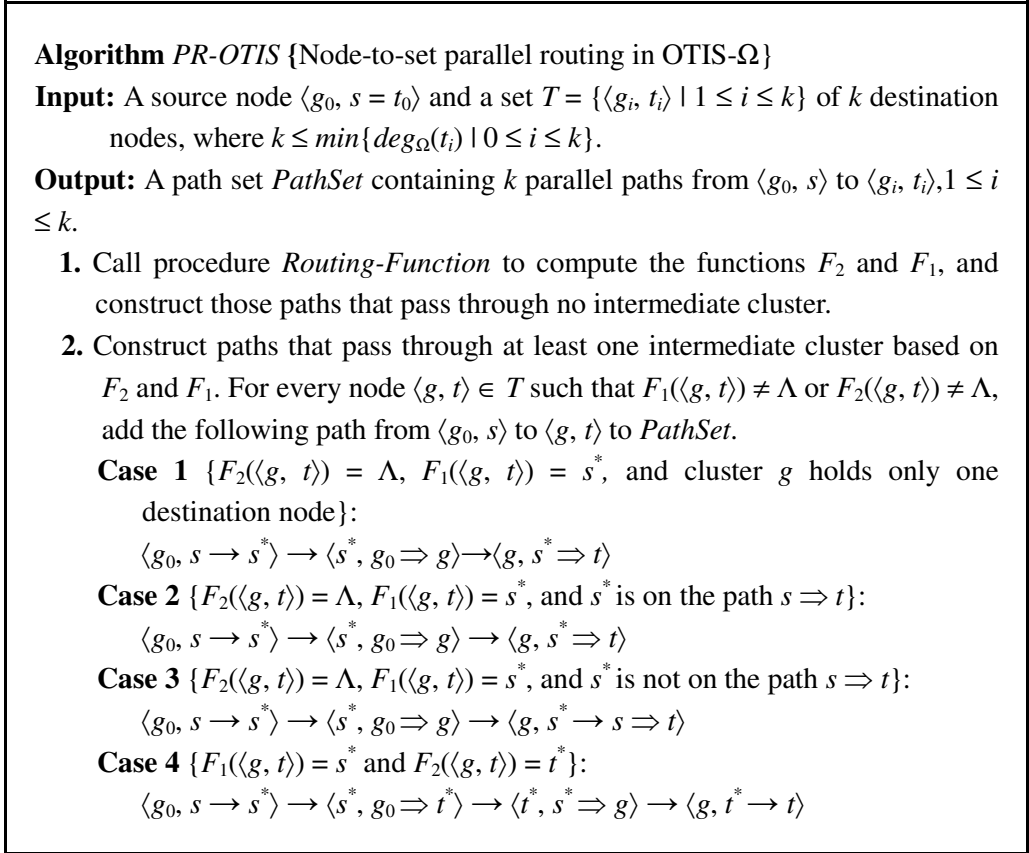 Algorithm PR-OTIS {Node-to-set parallel routing in OTIS-Ω}
Input: A source node ⟨g₀, s = t₀⟩ and a set T = {⟨gᵢ, tᵢ⟩ | 1 ≤ i ≤ k} of k destination
nodes, where k ≤ min{deg_Ω(tᵢ) | 0 ≤ i ≤ k}.
Output: A path set PathSet containing k parallel paths from ⟨g₀, s⟩ to ⟨gᵢ, tᵢ⟩,1 ≤ i
≤ k.
1. Call procedure Routing-Function to compute the functions F₂ and F₁, and
construct those paths that pass through no intermediate cluster.
2. Construct paths that pass through at least one intermediate cluster based on
F₂ and F₁. For every node ⟨g, t⟩ ∈ T such that F₁(⟨g, t⟩) ≠ Λ or F₂(⟨g, t⟩) ≠ Λ,
add the following path from ⟨g₀, s⟩ to ⟨g, t⟩ to PathSet.
Case 1 {F₂(⟨g, t⟩) = Λ, F₁(⟨g, t⟩) = s*, and cluster g holds only one
destination node}:
⟨g₀, s → s*⟩ → ⟨s*, g₀ ⇒ g⟩→⟨g, s* ⇒ t⟩
Case 2 {F₂(⟨g, t⟩) = Λ, F₁(⟨g, t⟩) = s*, and s* is on the path s ⇒ t}:
⟨g₀, s → s*⟩ → ⟨s*, g₀ ⇒ g⟩ → ⟨g, s* ⇒ t⟩
Case 3 {F₂(⟨g, t⟩) = Λ, F₁(⟨g, t⟩) = s*, and s* is not on the path s ⇒ t}:
⟨g₀, s → s*⟩ → ⟨s*, g₀ ⇒ g⟩ → ⟨g, s* → s ⇒ t⟩
Case 4 {F₁(⟨g, t⟩) = s* and F₂(⟨g, t⟩) = t*}:
⟨g₀, s → s*⟩ → ⟨s*, g₀ ⇒ t*⟩ → ⟨t*, s* ⇒ g⟩ → ⟨g, t* → t⟩